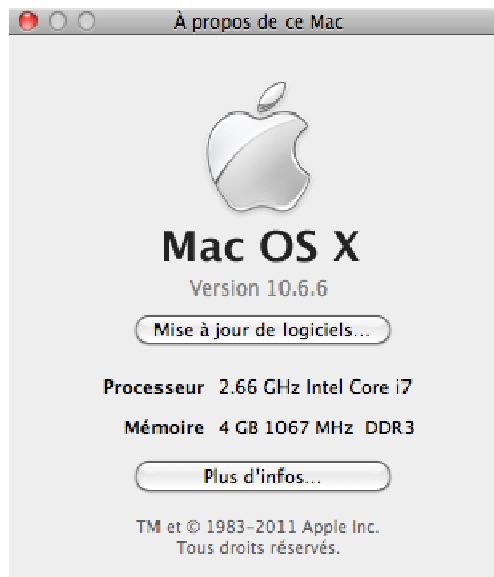 À propos de ce Mac
Mac OS X
Version 10.6.6
Mise à jour de logiciels...
Processeur 2.66 GHz Intel Core i7
Mémoire 4 GB 1067 MHz DDR3
Plus d'infos...
TM et © 1983–2011 Apple Inc.
Tous droits réservés.